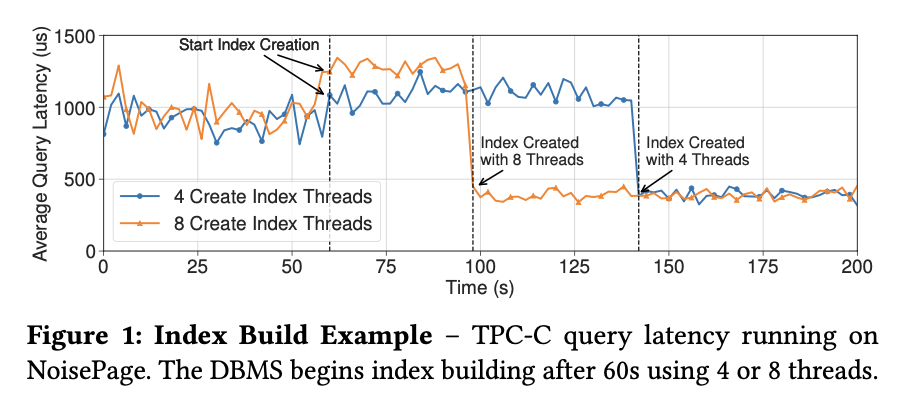 1500
1000
500
0
Average Query Latency (us)
Start Index Creation
Index Created
with 8 Threads
Index Created
with 4 Threads
4 Create Index Threads
8 Create Index Threads
0 25 50 75 100 125 150 175 200
Time (s)
Figure 1: Index Build Example – TPC-C query latency running on
NoisePage. The DBMS begins index building after 60s using 4 or 8 threads.